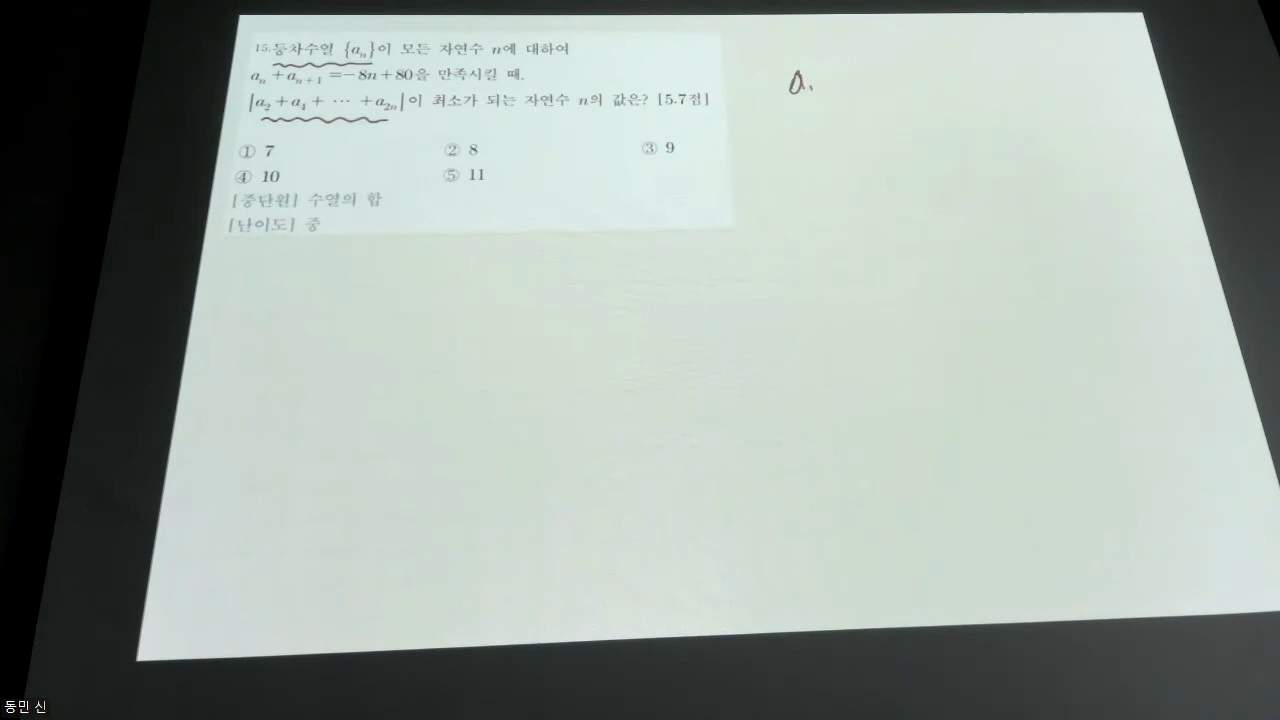 15.등차수열 {aₙ}이 모든 자연수 n에 대하여
aₙ+aₙ₊₁=-8n+80을 만족시킬 때.
|a₂+a₄+ ⋯ +a₂ₙ|이 최소가 되는 자연수 n의 값은? [5.7점]
① 7 ② 8 ③ 9
④ 10 ⑤ 11
[중단원] 수열의 합
[난이도] 중
a.
동민 신